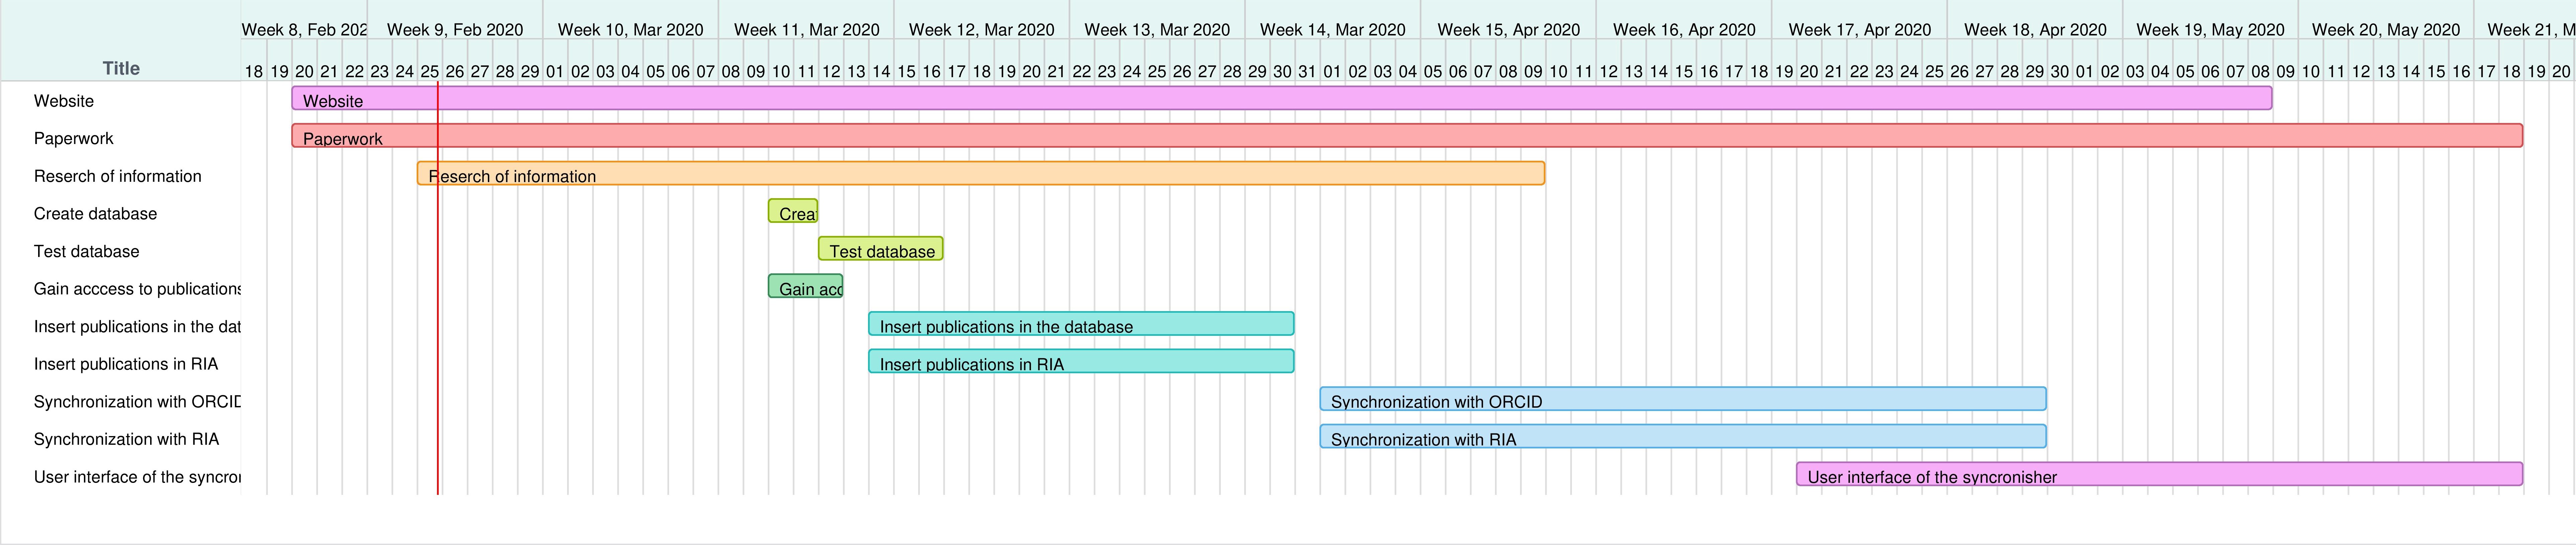 Week 8, Feb 202 Week 9, Feb 2020 Week 10, Mar 2020 Week 11, Mar 2020 Week 12, Mar 2020 Week 13, Mar 2020 Week 14, Mar 2020 Week 15, Apr 2020 Week 16, Apr 2020 Week 17, Apr 2020 Week 18, Apr 2020 Week 19, May 2020 Week 20, May 2020 Week 21, M
Title 18 19 20 21 22 23 24 25 26 27 28 29 01 02 03 04 05 06 07 08 09 10 11 12 13 14 15 16 17 18 19 20 21 22 23 24 25 26 27 28 29 30 31 01 02 03 04 05 06 07 08 09 10 11 12 13 14 15 16 17 18 19 20 21 22 23 24 25 26 27 28 29 30 01 02 03 04 05 06 07 08 09 10 11 12 13 14 15 16 17 18 19 20
Website Website
Paperwork Paperwork
Reserch of information Reserch of information
Create database Creat
Test database Test database
Gain acccess to publications Gain acc
Insert publications in the dat Insert publications in the database
Insert publications in RIA Insert publications in RIA
Synchronization with ORCID Synchronization with ORCID
Synchronization with RIA Synchronization with RIA
User interface of the syncror User interface of the syncronisher